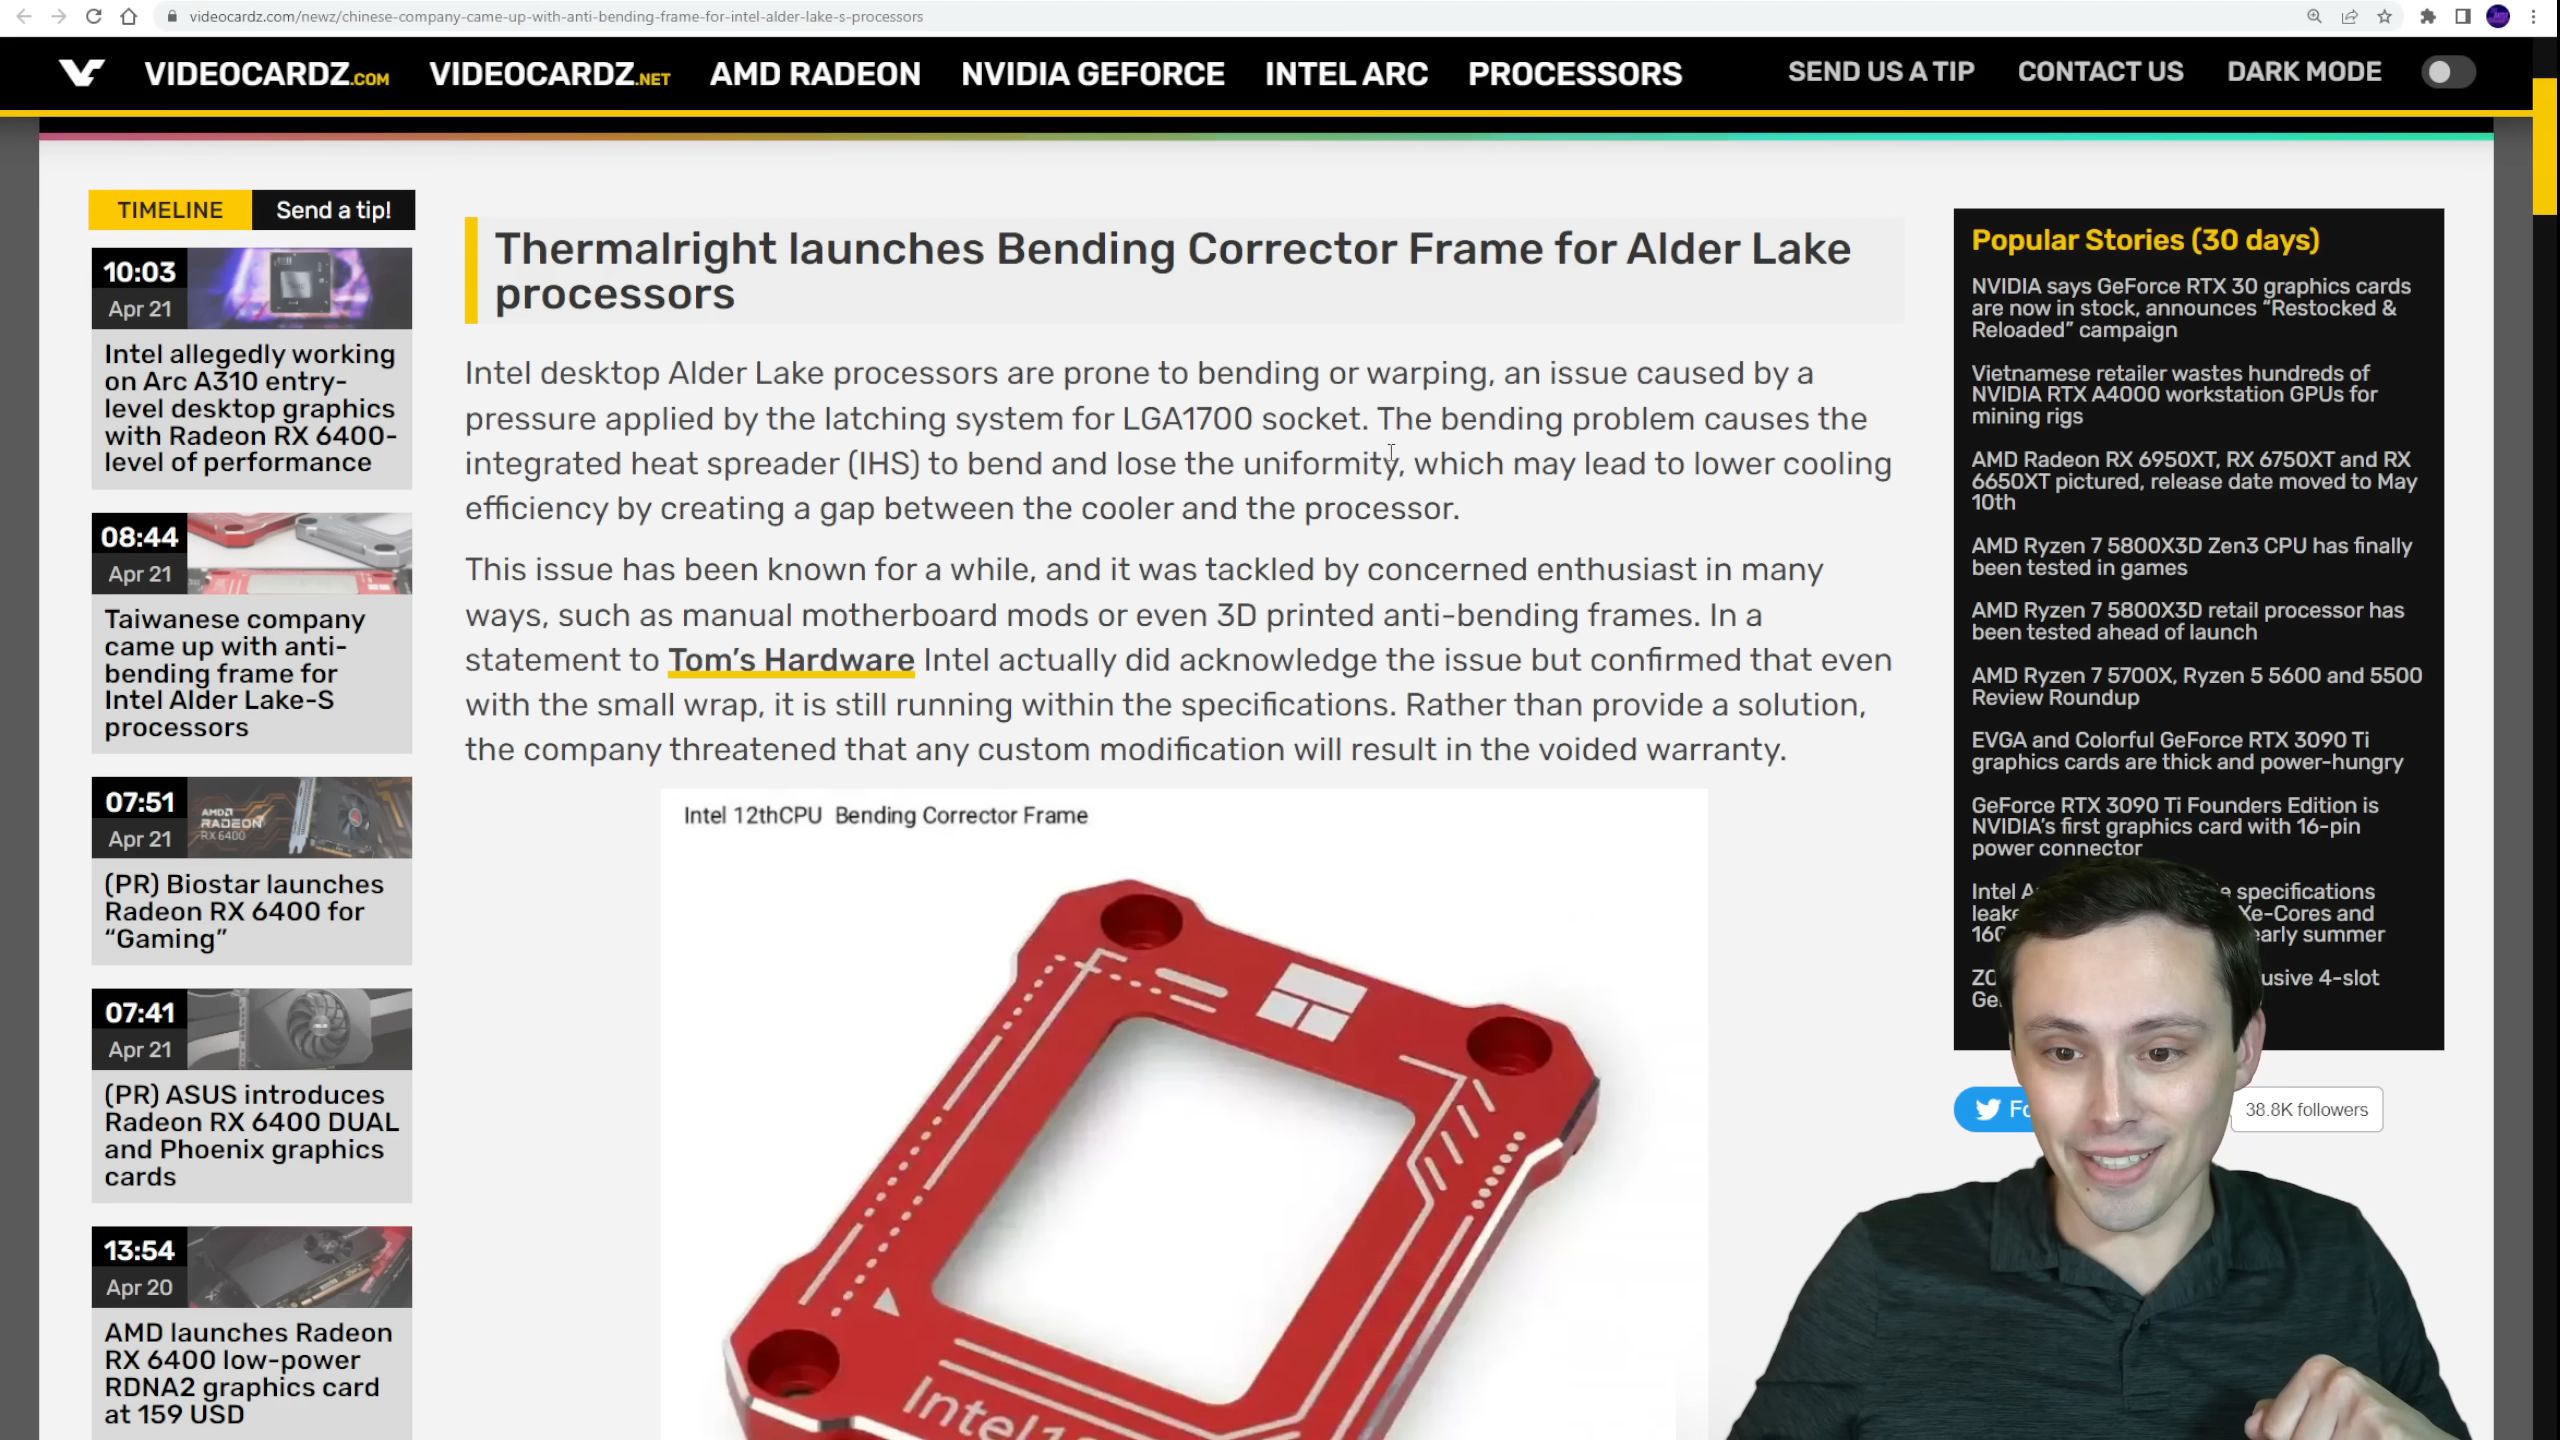 videocardz.com/newz/chinese-company-came-up-with-anti-bending-frame-for-intel-alder-lake-s-processors
VIDEOCARDZ.COM VIDEOCARDZ.NET AMD RADEON NVIDIA GEFORCE INTEL ARC PROCESSORS SEND US A TIP CONTACT US DARK MODE
TIMELINE Send a tip!
10:03
Apr 21
Intel allegedly working
on Arc A310 entry-
level desktop graphics
with Radeon RX 6400-
level of performance
08:44
Apr 21
Taiwanese company
came up with anti-
bending frame for
Intel Alder Lake-S
processors
07:51
Apr 21
AMD
RADEON
RX 6400
(PR) Biostar launches
Radeon RX 6400 for
“Gaming”
07:41
Apr 21
(PR) ASUS introduces
Radeon RX 6400 DUAL
and Phoenix graphics
cards
13:54
Apr 20
AMD launches Radeon
RX 6400 low-power
RDNA2 graphics card
at 159 USD
Thermalright launches Bending Corrector Frame for Alder Lake
processors
Intel desktop Alder Lake processors are prone to bending or warping, an issue caused by a
pressure applied by the latching system for LGA1700 socket. The bending problem causes the
integrated heat spreader (IHS) to bend and lose the uniformity, which may lead to lower cooling
efficiency by creating a gap between the cooler and the processor.
This issue has been known for a while, and it was tackled by concerned enthusiast in many
ways, such as manual motherboard mods or even 3D printed anti-bending frames. In a
statement to Tom’s Hardware Intel actually did acknowledge the issue but confirmed that even
with the small wrap, it is still running within the specifications. Rather than provide a solution,
the company threatened that any custom modification will result in the voided warranty.
Intel 12thCPU Bending Corrector Frame
Popular Stories (30 days)
NVIDIA says GeForce RTX 30 graphics cards
are now in stock, announces “Restocked &
Reloaded” campaign
Vietnamese retailer wastes hundreds of
NVIDIA RTX A4000 workstation GPUs for
mining rigs
AMD Radeon RX 6950XT, RX 6750XT and RX
6650XT pictured, release date moved to May
10th
AMD Ryzen 7 5800X3D Zen3 CPU has finally
been tested in games
AMD Ryzen 7 5800X3D retail processor has
been tested ahead of launch
AMD Ryzen 7 5700X, Ryzen 5 5600 and 5500
Review Roundup
EVGA and Colorful GeForce RTX 3090 Ti
graphics cards are thick and power-hungry
GeForce RTX 3090 Ti Founders Edition is
NVIDIA’s first graphics card with 16-pin
power connector
Intel specifications
Xe-Cores and
early summer
4-slot
38.8K followers